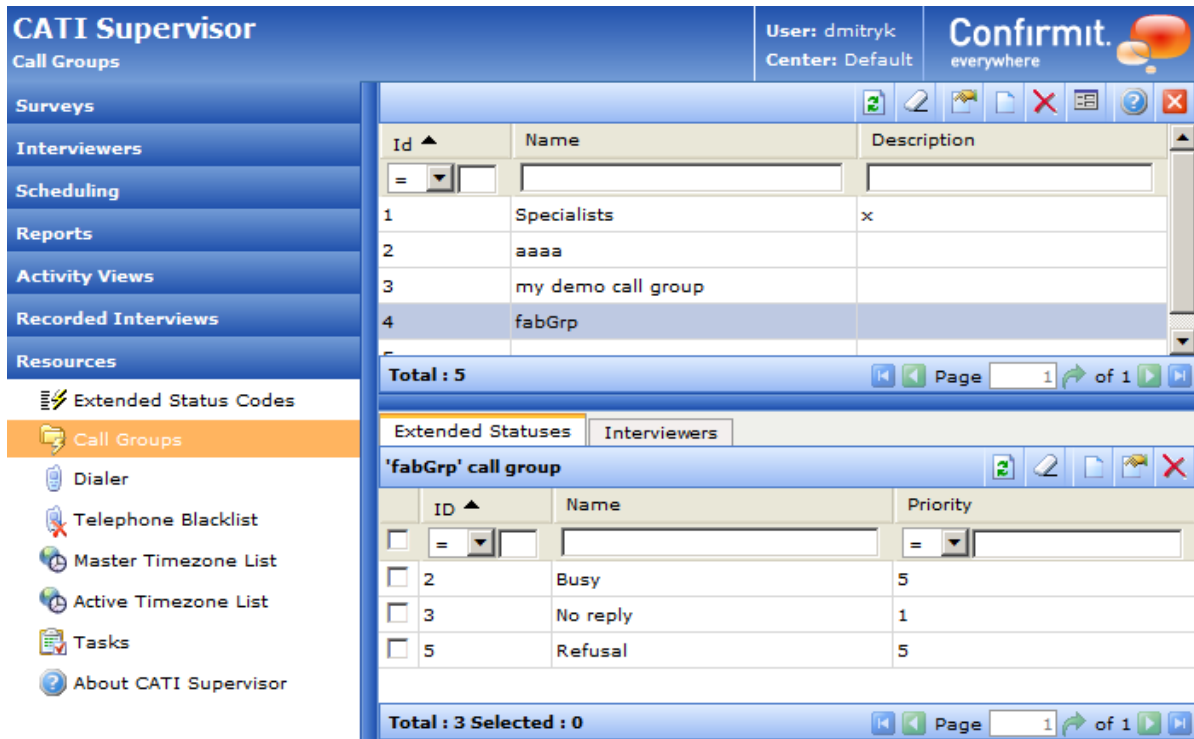 CATI Supervisor
Call Groups
User: dmitryk
Center: Default
Confirmit.
everywhere
Surveys
Interviewers
Scheduling
Reports
Activity Views
Recorded Interviews
Resources
Extended Status Codes
Call Groups
Dialer
Telephone Blacklist
Master Timezone List
Active Timezone List
Tasks
About CATI Supervisor
Id Name Description
=
1 Specialists x
2 aaaa
3 my demo call group
4 fabGrp
Total : 5 Page 1 of 1
Extended Statuses Interviewers
'fabGrp' call group
ID Name Priority
= =
2 Busy 5
3 No reply 1
5 Refusal 5
Total : 3 Selected : 0 Page 1 of 1